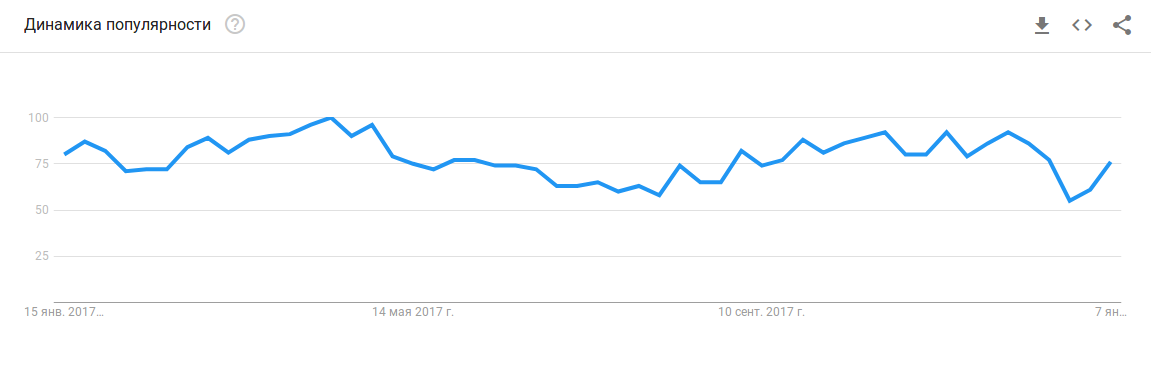 Динамика популярности ?
100
75
50
25
15 янв. 2017…
14 мая 2017 г.
10 сент. 2017 г.
7 ян…